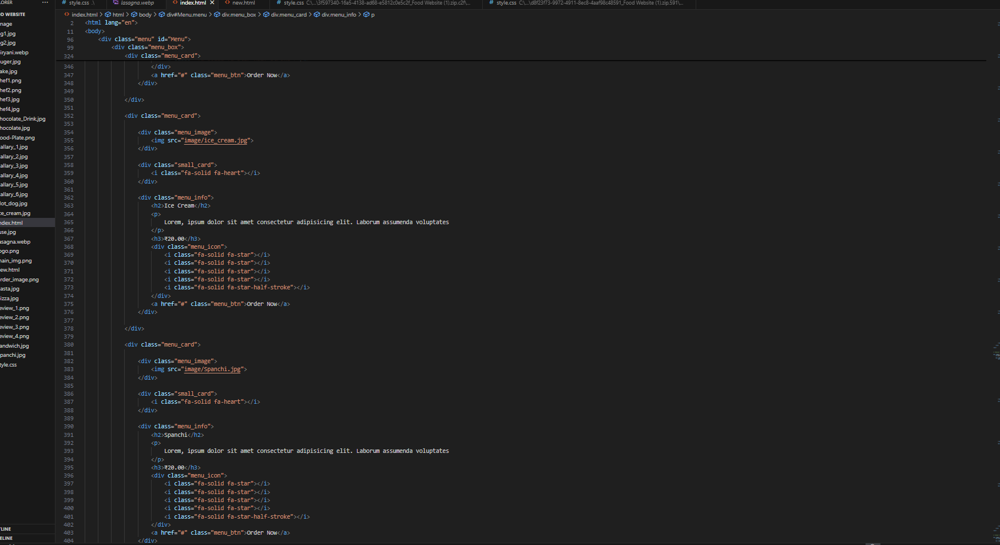 LORER ···
# style.css .\
lasagna.webp
<> index.html ×
<> new.html
# style.css C:\...\3f597340-16a5-4138-ad68-e5812c0e5c2f_Food Website (1).zip.c2f\...
# style.css C:\...\d8f23f73-9972-4911-8ec8-4aaf98c48591_Food Website (1).zip.591\...
<> index.html > html > body > div#Menu.menu > div.menu_box > div.menu_card > div.menu_info > p
OD WEBSITE
mage
g1.jpg
g2.jpg
iryani.webp
uger.jpg
ake.jpg
hef1.png
hef2.png
hef3.jpg
hef4.jpg
hocolate_Drink.jpg
hocolate.jpg
ood-Plate.png
allary_1.jpg
allary_2.jpg
allary_3.jpg
allary_4.jpg
allary_5.jpg
allary_6.jpg
lot_dog.jpg
ce_cream.jpg
ndex.html
use.jpg
asagna.webp
ogo.png
nain_img.png
ew.html
rder_image.png
asta.jpg
izza.jpg
eview_1.png
eview_2.png
eview_3.png
eview_4.png
andwich.jpg
panchi.jpg
tyle.css
TLINE
ELINE
2 <html lang="en">
11 <body>
96 <div class="menu" id="Menu">
99 <div class="menu_box">
324 <div class="menu_card">
346 </div>
347 <a href="#" class="menu_btn">Order Now</a>
348 </div>
349
350 </div>
351
352 <div class="menu_card">
353
354 <div class="menu_image">
355 <img src="image/ice_cream.jpg">
356 </div>
357
358 <div class="small_card">
359 <i class="fa-solid fa-heart"></i>
360 </div>
361
362 <div class="menu_info">
363 <h2>Ice Cream</h2>
364 <p>
365 Lorem, ipsum dolor sit amet consectetur adipisicing elit. Laborum assumenda voluptates
366 </p>
367 <h3>₹20.00</h3>
368 <div class="menu_icon">
369 <i class="fa-solid fa-star"></i>
370 <i class="fa-solid fa-star"></i>
371 <i class="fa-solid fa-star"></i>
372 <i class="fa-solid fa-star"></i>
373 <i class="fa-solid fa-star-half-stroke"></i>
374 </div>
375 <a href="#" class="menu_btn">Order Now</a>
376 </div>
377
378 </div>
379
380 <div class="menu_card">
381
382 <div class="menu_image">
383 <img src="image/Spanchi.jpg">
384 </div>
385
386 <div class="small_card">
387 <i class="fa-solid fa-heart"></i>
388 </div>
389
390 <div class="menu_info">
391 <h2>Spanchi</h2>
392 <p>
393 Lorem, ipsum dolor sit amet consectetur adipisicing elit. Laborum assumenda voluptates
394 </p>
395 <h3>₹20.00</h3>
396 <div class="menu_icon">
397 <i class="fa-solid fa-star"></i>
398 <i class="fa-solid fa-star"></i>
399 <i class="fa-solid fa-star"></i>
400 <i class="fa-solid fa-star"></i>
401 <i class="fa-solid fa-star-half-stroke"></i>
402 </div>
403 <a href="#" class="menu_btn">Order Now</a>
404 </div>